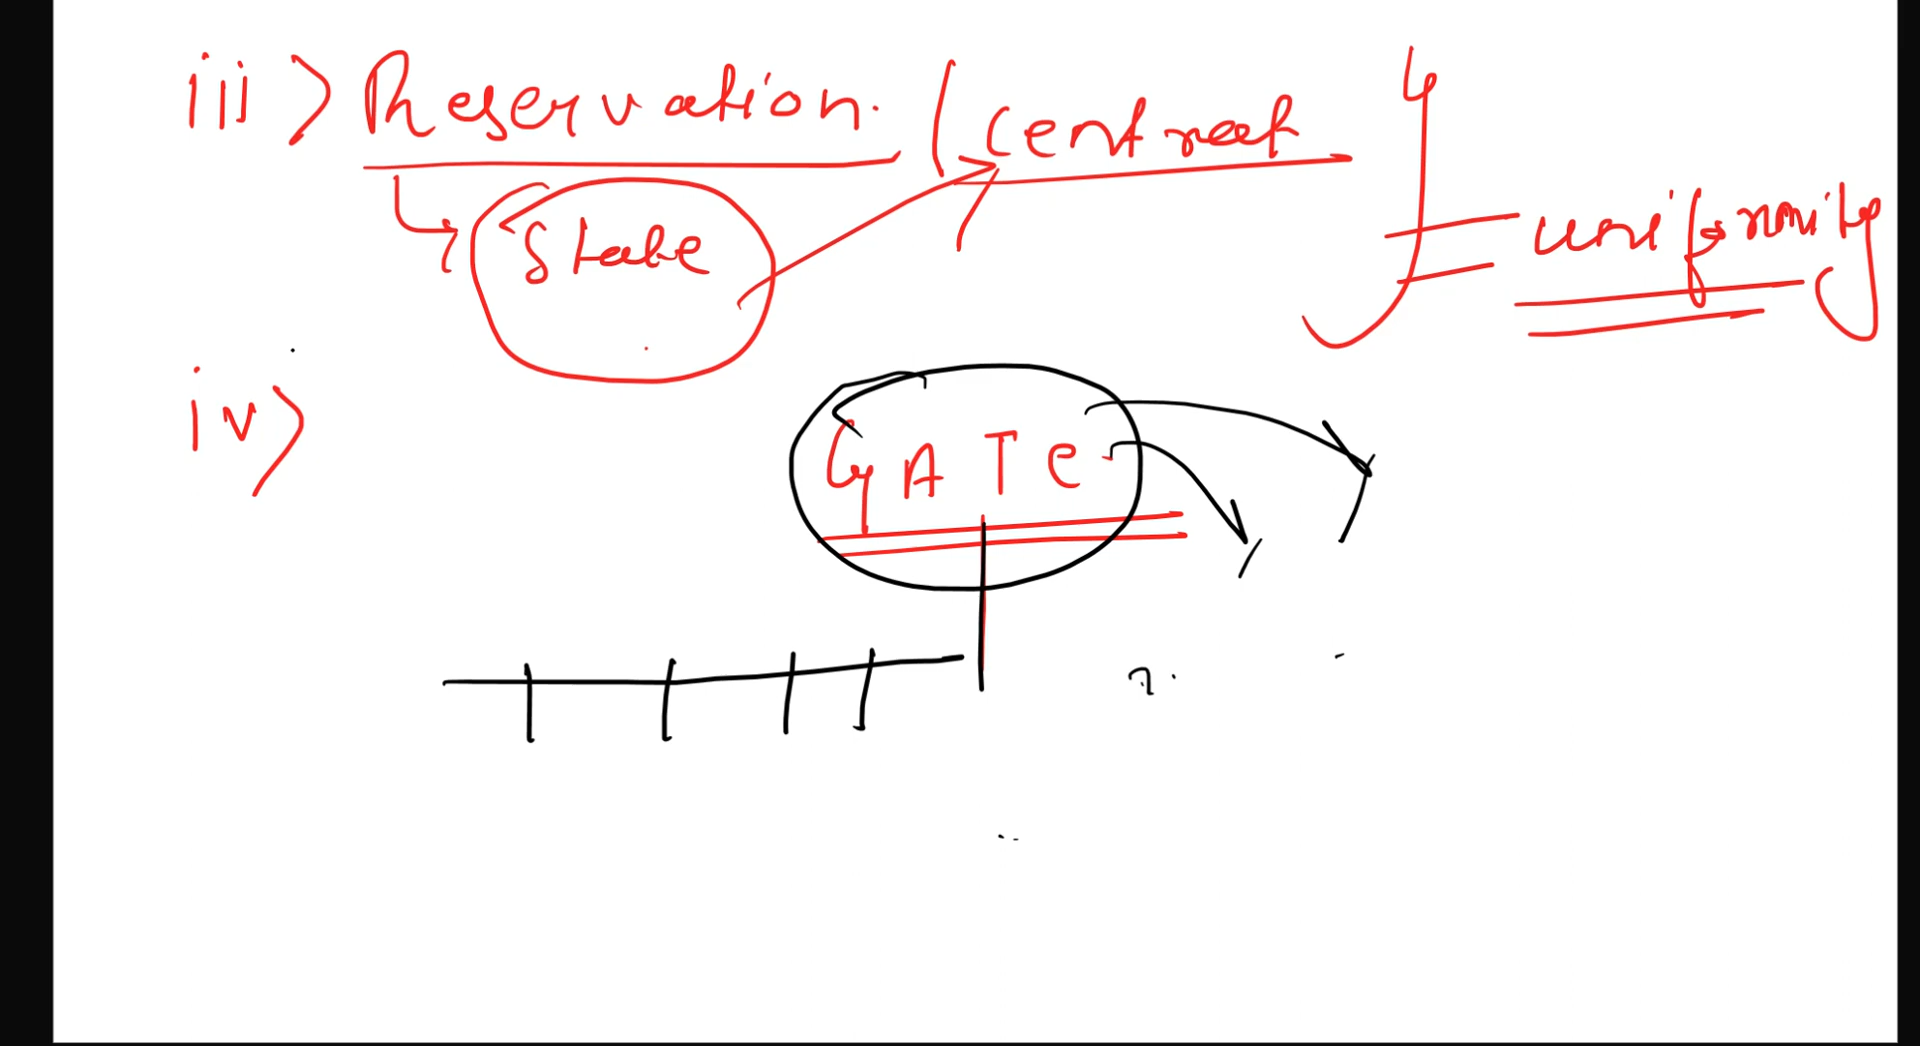 iii) Reservation. (Central
State
uniformity
iv)
GATE